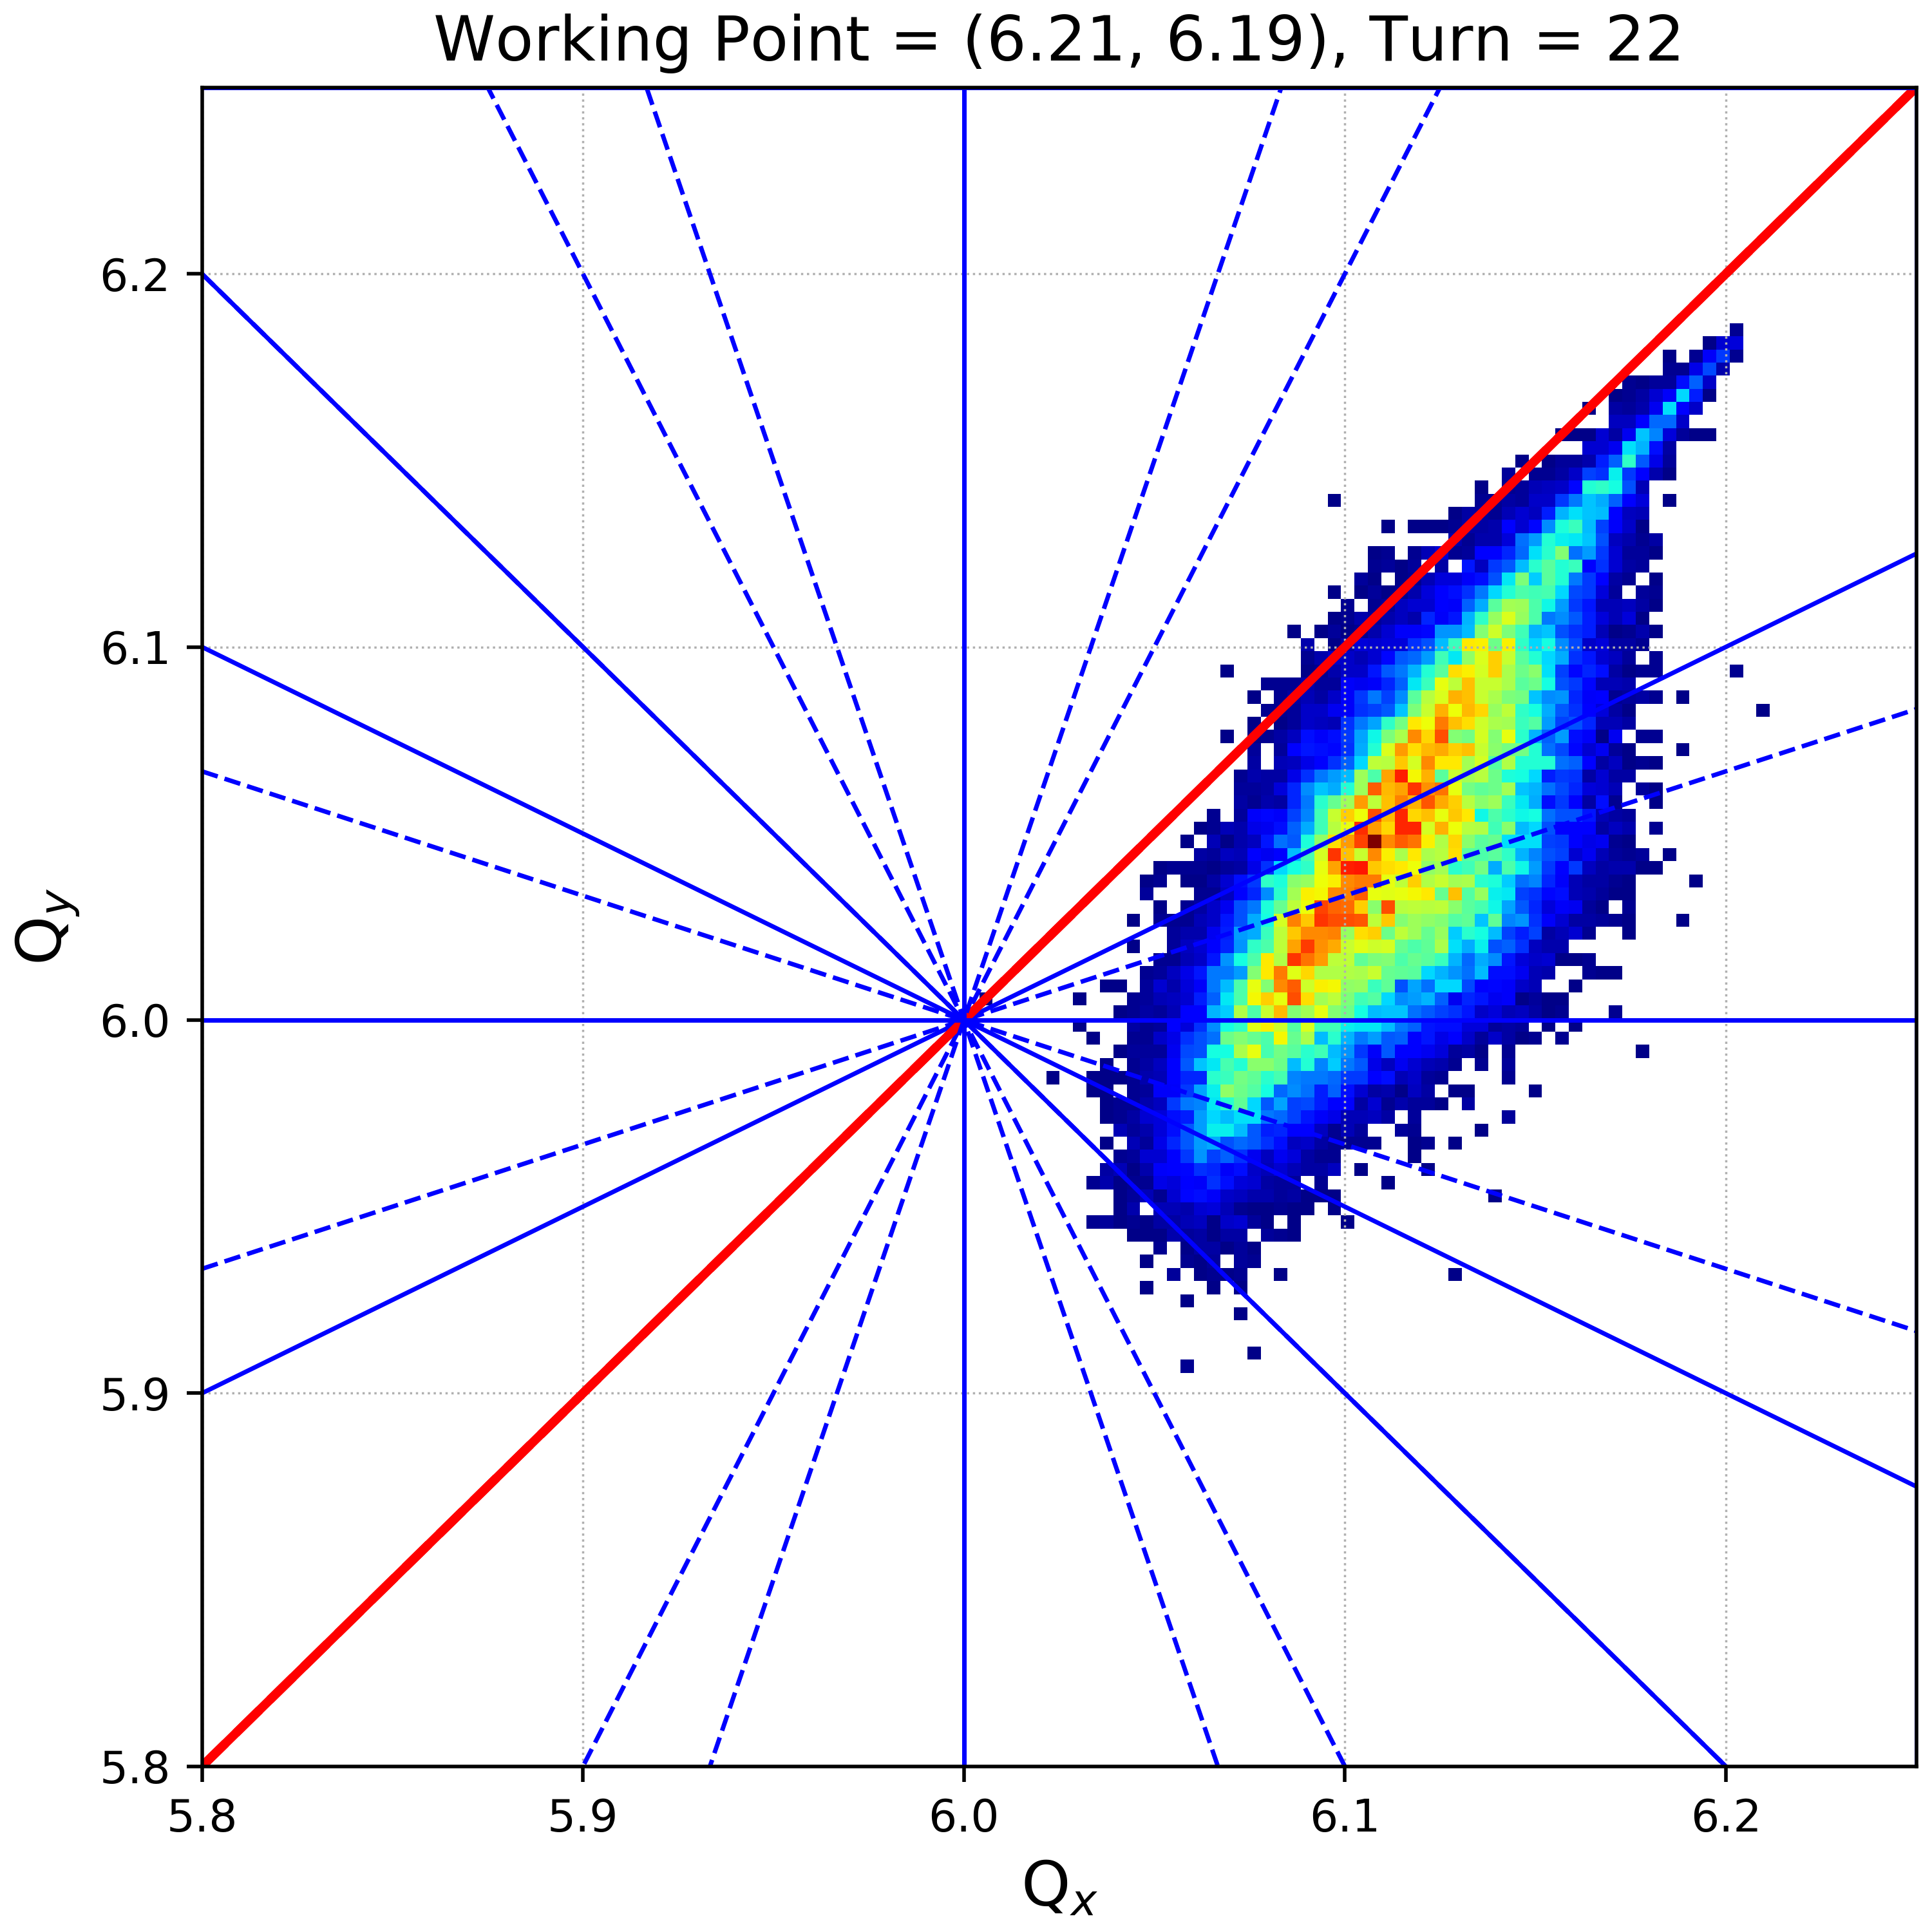 Working Point = (6.21, 6.19), Turn = 22
6.2
6.1
6.0
5.9
5.8
Qy
5.8 5.9 6.0 6.1 6.2
Qx